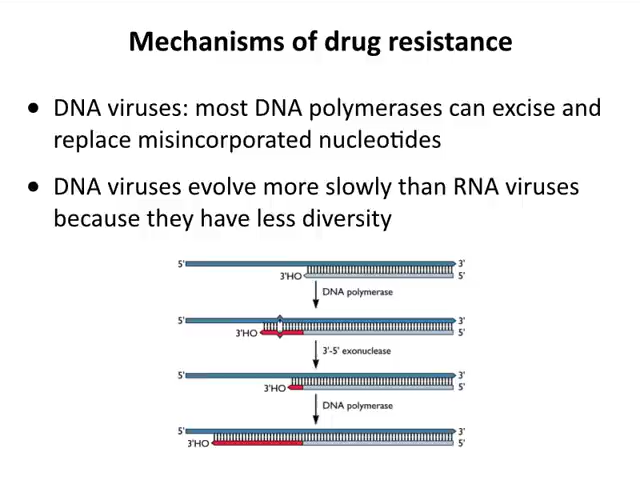 Mechanisms of drug resistance
• DNA viruses: most DNA polymerases can excise and
replace misincorporated nucleotides
• DNA viruses evolve more slowly than RNA viruses
because they have less diversity
5' 3'
3'HO 5'
DNA polymerase
5' 3'
3'HO 5'
3'-5' exonuclease
5' 3'
3'HO 5'
DNA polymerase
5' 3'
3'HO 5'